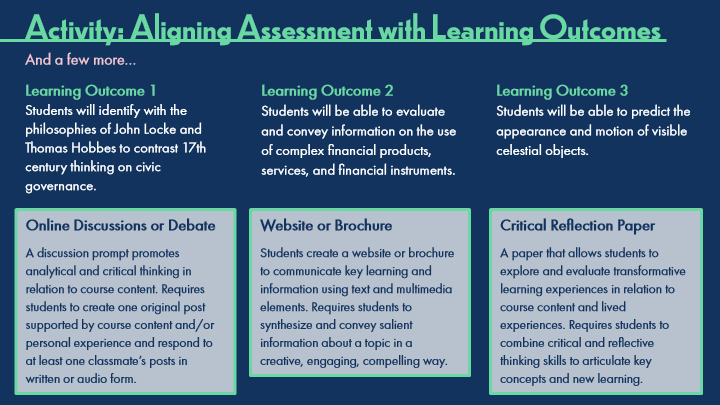 Activity: Aligning Assessment with Learning Outcomes
And a few more...
Learning Outcome 1
Students will identify with the
philosophies of John Locke and
Thomas Hobbes to contrast 17th
century thinking on civic
governance.
Learning Outcome 2
Students will be able to evaluate
and convey information on the use
of complex financial products,
services, and financial instruments.
Learning Outcome 3
Students will be able to predict the
appearance and motion of visible
celestial objects.
Online Discussions or Debate
A discussion prompt promotes
analytical and critical thinking in
relation to course content. Requires
students to create one original post
supported by course content and/or
personal experience and respond to
at least one classmate's posts in
written or audio form.
Website or Brochure
Students create a website or brochure
to communicate key learning and
information using text and multimedia
elements. Requires students to
synthesize and convey salient
information about a topic in a
creative, engaging, compelling way.
Critical Reflection Paper
A paper that allows students to
explore and evaluate transformative
learning experiences in relation to
course content and lived
experiences. Requires students to
combine critical and reflective
thinking skills to articulate key
concepts and new learning.